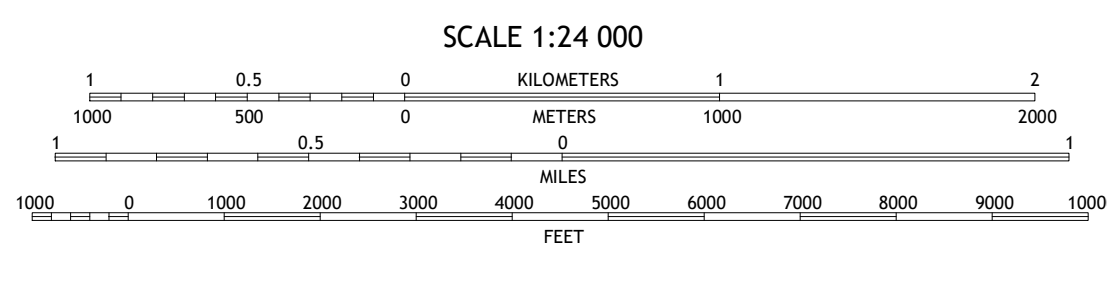 SCALE 1:24 000
1 0.5 0 KILOMETERS 1 2
1000 500 0 METERS 1000 2000
1 0.5 0 1
MILES
1000 0 1000 2000 3000 4000 5000 6000 7000 8000 9000 1000
FEET